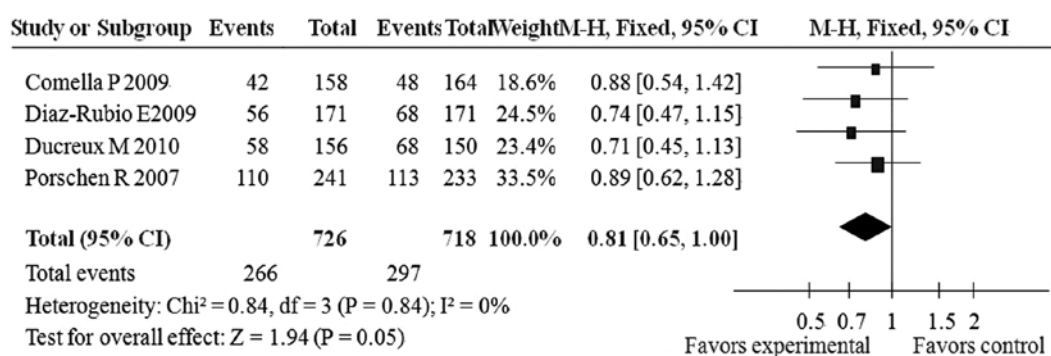 Study or Subgroup Events Total Events Total Weight M-H, Fixed, 95% CI M-H, Fixed, 95% CI
Comella P 2009 42 158 48 164 18.6% 0.88 [0.54, 1.42]
Diaz-Rubio E2009 56 171 68 171 24.5% 0.74 [0.47, 1.15]
Ducreux M 2010 58 156 68 150 23.4% 0.71 [0.45, 1.13]
Porschen R 2007 110 241 113 233 33.5% 0.89 [0.62, 1.28]
Total (95% CI) 726 718 100.0% 0.81 [0.65, 1.00]
Total events 266 297
Heterogeneity: Chi² = 0.84, df = 3 (P = 0.84); I² = 0%
Test for overall effect: Z = 1.94 (P = 0.05)
0.5 0.7 1 1.5 2
Favors experimental Favors control